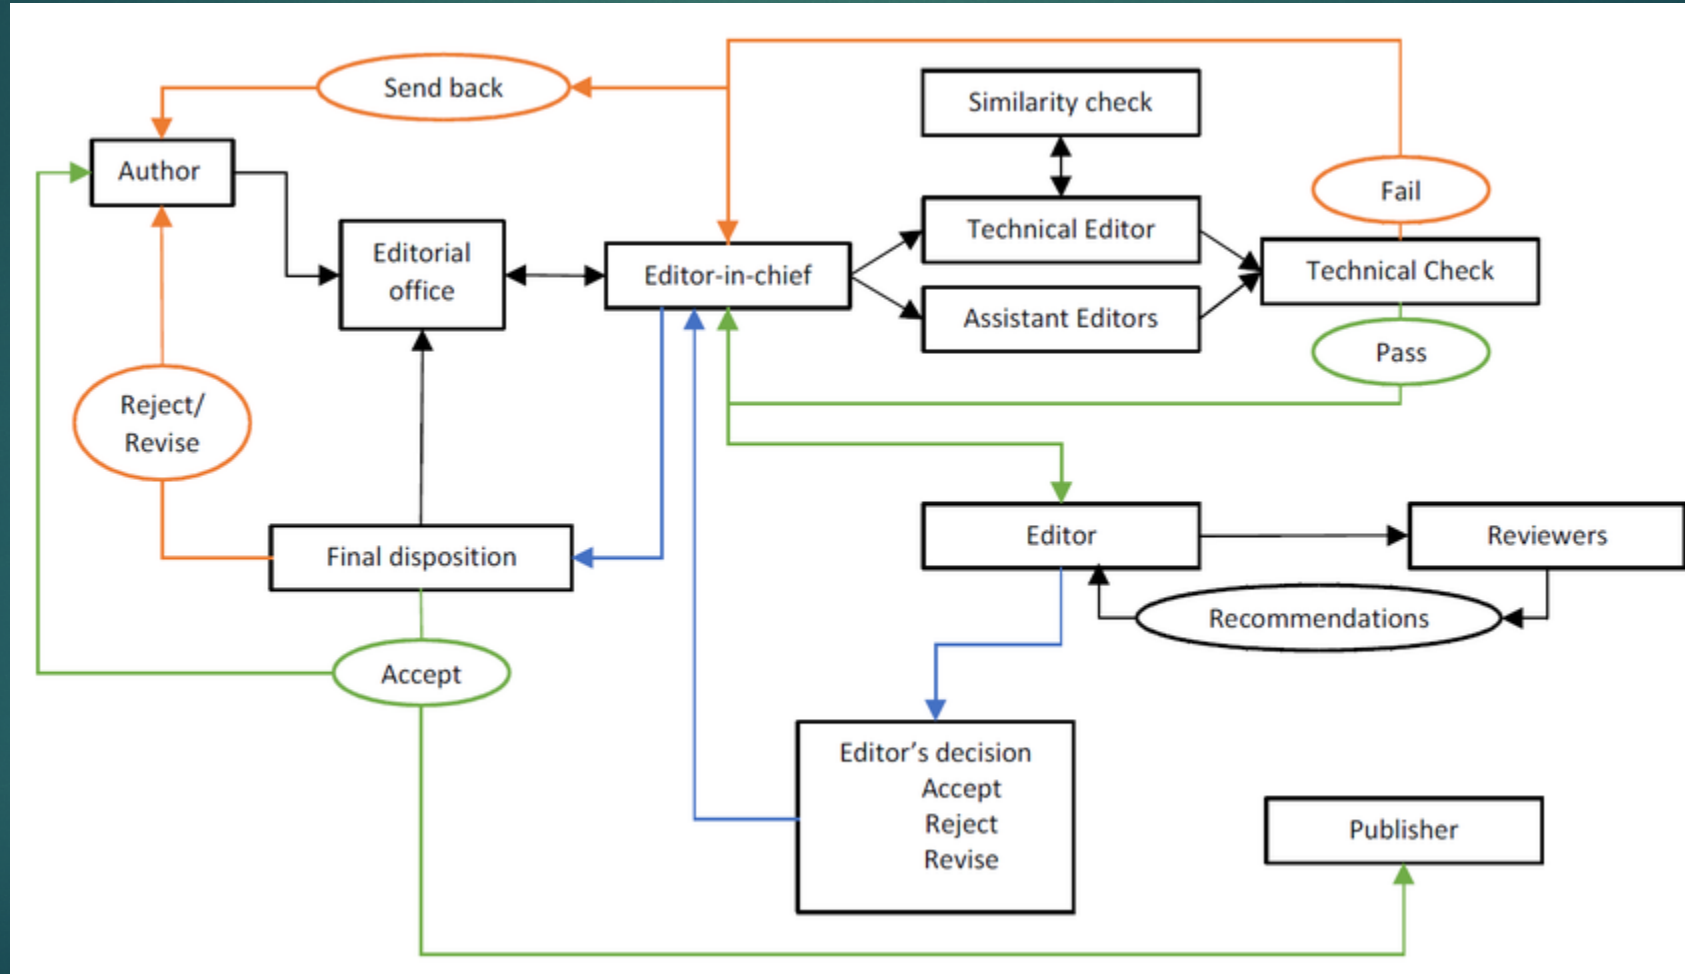 Send back
Similarity check
Author
Fail
Technical Editor
Editorial
office
Editor-in-chief
Technical Check
Assistant Editors
Pass
Reject/
Revise
Editor
Reviewers
Final disposition
Recommendations
Accept
Editor’s decision
Accept
Reject
Revise
Publisher